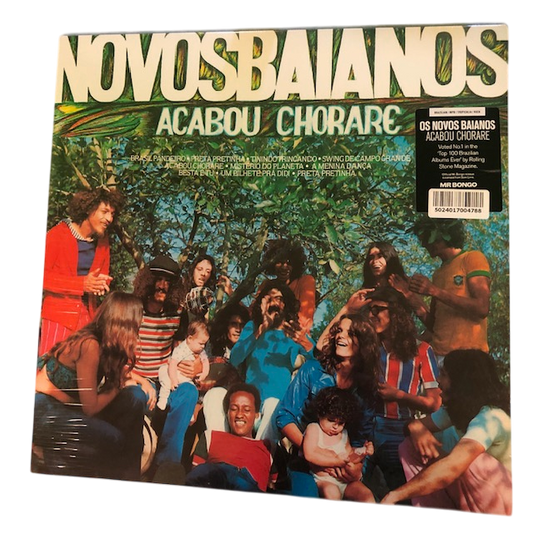 NOVOSBAIANOS
ACABOU CHORARE
BRASIL PANDEIRO • PRETA PRETINHA • TININDO TRINCANDO • SWING DE CAMPO GRANDE
ACABOU CHORARE • MISTÉRIO DO PLANETA • A MENINA DANÇA
BESTA É TU • UM BILHETE PRA DIDI • PRETA PRETINHA
OS NOVOS BAIANOS
ACABOU CHORARE
Voted No.1 in the
'Top 100 Brazilian
Albums Ever' by Rolling
Stone Magazine.
MR BONGO
5024017004788